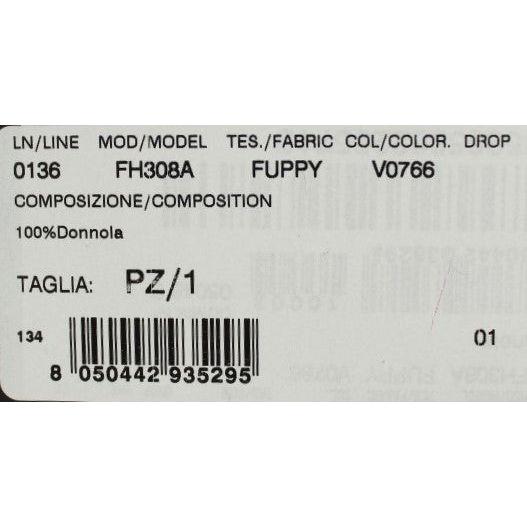 LN/LINE MOD/MODEL TES./FABRIC COL/COLOR. DROP
0136 FH308A FUPPY V0766
COMPOSIZIONE/COMPOSITION
100%Donnola
TAGLIA: PZ/1
134 01
8 050442 935295